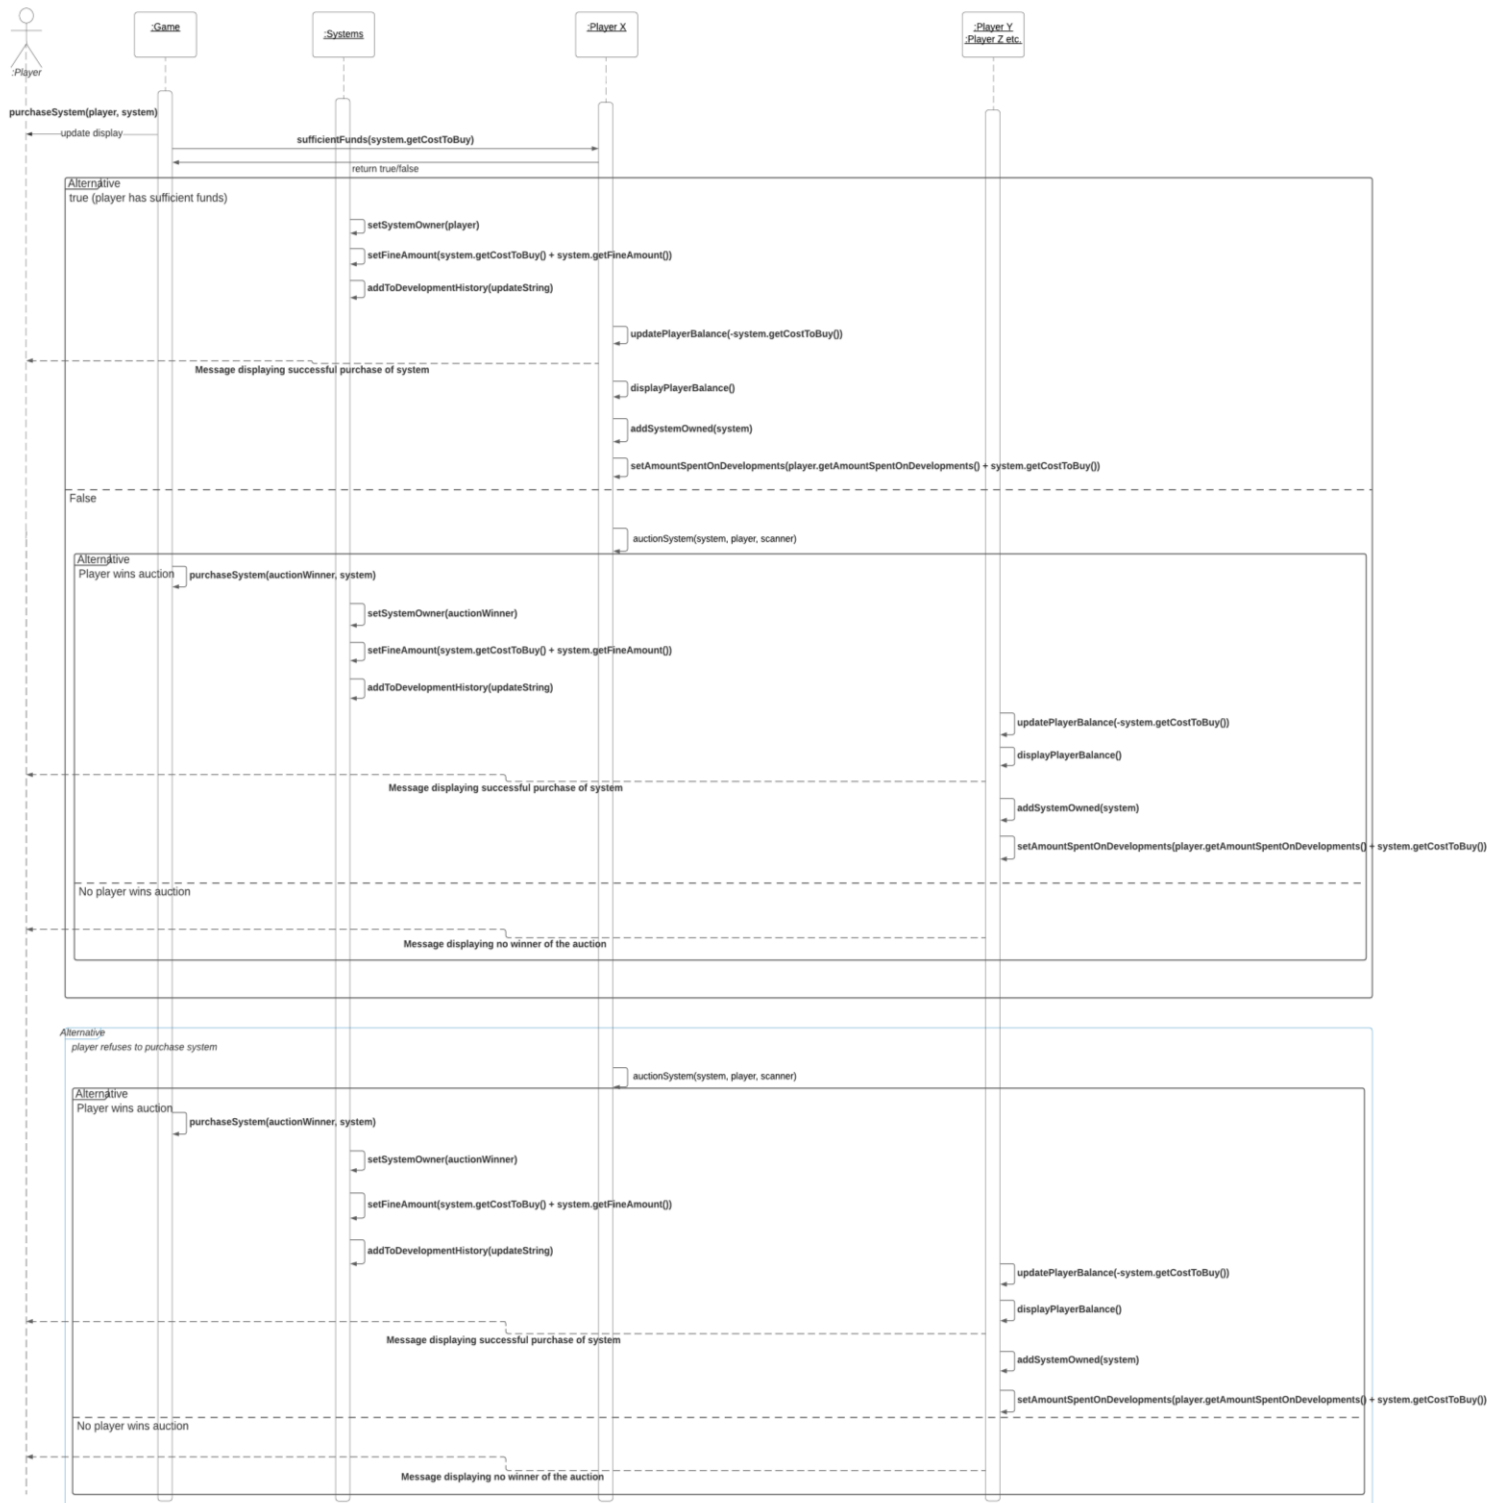 :Game
:Systems
:Player X
:Player Y
:Player Z etc.
:Player
purchaseSystem(player, system)
update display
sufficientFunds(system.getCostToBuy)
return true/false
Alternative
true (player has sufficient funds)
setSystemOwner(player)
setFineAmount(system.getCostToBuy() + system.getFineAmount())
addToDevelopmentHistory(updateString)
updatePlayerBalance(-system.getCostToBuy())
Message displaying successful purchase of system
displayPlayerBalance()
addSystemOwned(system)
setAmountSpentOnDevelopments(player.getAmountSpentOnDevelopments() + system.getCostToBuy())
False
auctionSystem(system, player, scanner)
Alternative
Player wins auction
purchaseSystem(auctionWinner, system)
setSystemOwner(auctionWinner)
setFineAmount(system.getCostToBuy() + system.getFineAmount())
addToDevelopmentHistory(updateString)
updatePlayerBalance(-system.getCostToBuy())
displayPlayerBalance()
Message displaying successful purchase of system
addSystemOwned(system)
setAmountSpentOnDevelopments(player.getAmountSpentOnDevelopments() + system.getCostToBuy())
No player wins auction
Message displaying no winner of the auction
Alternative
player refuses to purchase system
auctionSystem(system, player, scanner)
Alternative
Player wins auction
purchaseSystem(auctionWinner, system)
setSystemOwner(auctionWinner)
setFineAmount(system.getCostToBuy() + system.getFineAmount())
addToDevelopmentHistory(updateString)
updatePlayerBalance(-system.getCostToBuy())
displayPlayerBalance()
Message displaying successful purchase of system
addSystemOwned(system)
setAmountSpentOnDevelopments(player.getAmountSpentOnDevelopments() + system.getCostToBuy())
No player wins auction
Message displaying no winner of the auction